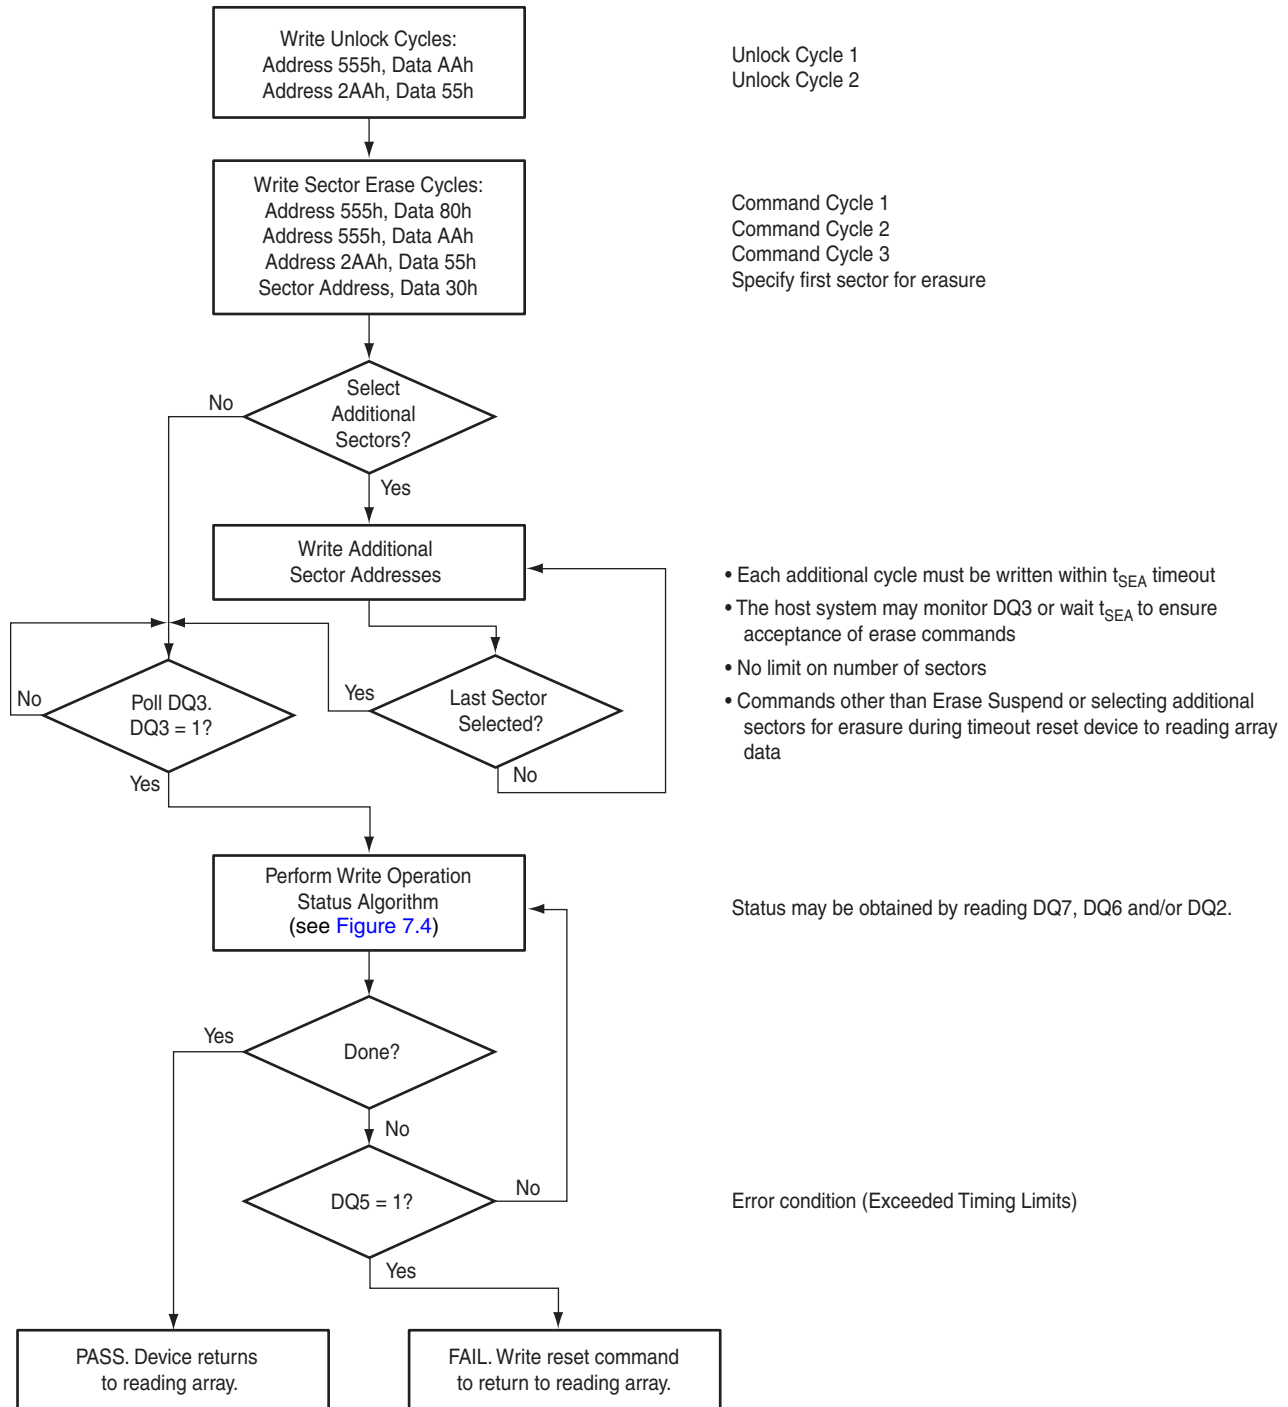 Write Unlock Cycles:
Address 555h, Data AAh
Address 2AAh, Data 55h
Unlock Cycle 1
Unlock Cycle 2
Write Sector Erase Cycles:
Address 555h, Data 80h
Address 555h, Data AAh
Address 2AAh, Data 55h
Sector Address, Data 30h
Command Cycle 1
Command Cycle 2
Command Cycle 3
Specify first sector for erasure
Select
Additional
Sectors?
No
Yes
Write Additional
Sector Addresses
• Each additional cycle must be written within tSEA timeout
• The host system may monitor DQ3 or wait tSEA to ensure
acceptance of erase commands
• No limit on number of sectors
• Commands other than Erase Suspend or selecting additional
sectors for erasure during timeout reset device to reading array
data
No
Poll DQ3.
DQ3 = 1?
Yes
Yes
Last Sector
Selected?
No
Perform Write Operation
Status Algorithm
(see Figure 7.4)
Status may be obtained by reading DQ7, DQ6 and/or DQ2.
Yes
Done?
No
DQ5 = 1?
No
Yes
Error condition (Exceeded Timing Limits)
PASS. Device returns
to reading array.
FAIL. Write reset command
to return to reading array.